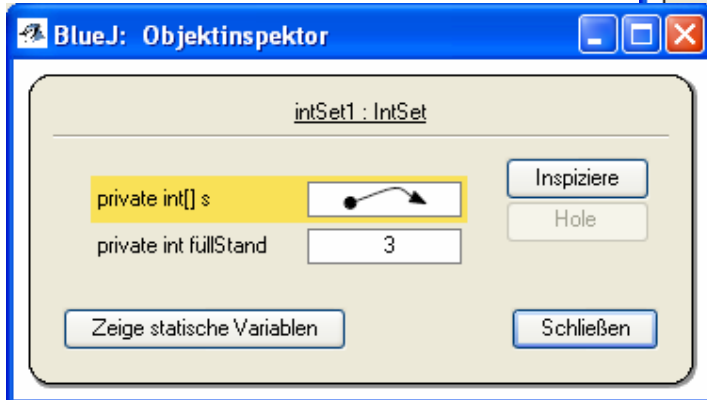 BlueJ: Objektinspektor
intSet1 : IntSet
private int[] s
Inspiziere
private int füllStand 3
Hole
Zeige statische Variablen Schließen